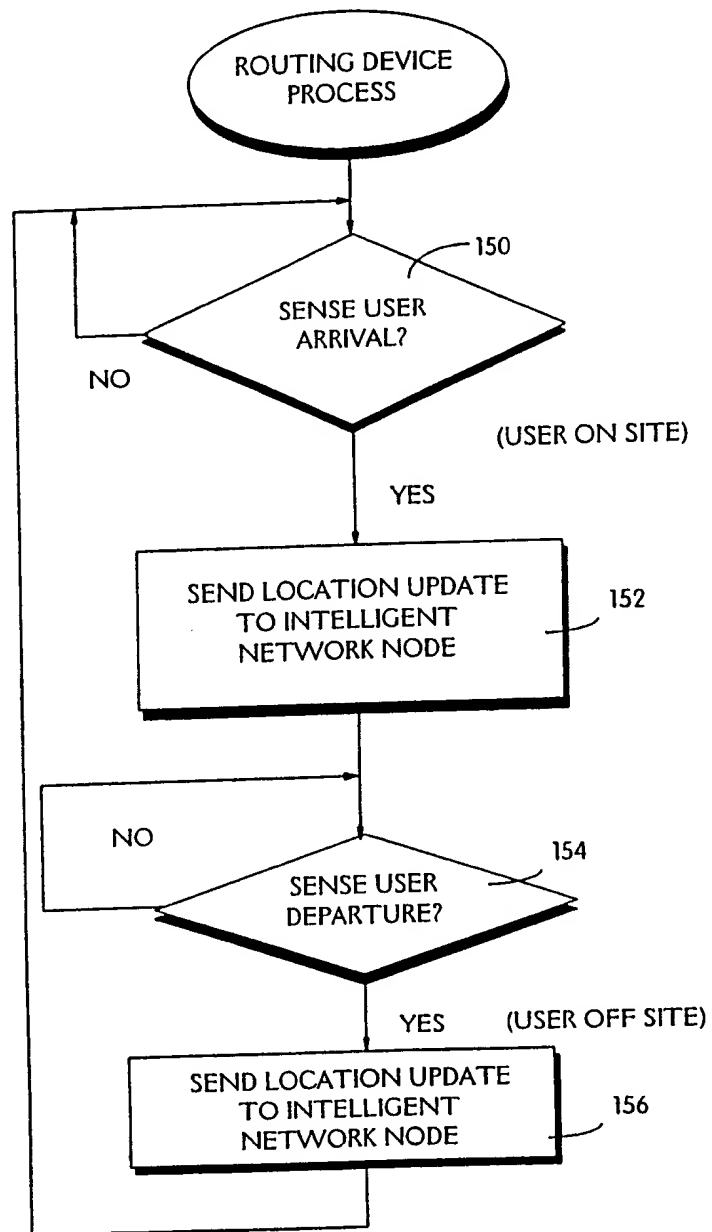 ROUTING DEVICE
PROCESS
150
SENSE USER
ARRIVAL?
NO
(USER ON SITE)
YES
SEND LOCATION UPDATE
TO INTELLIGENT
NETWORK NODE
152
NO
154
SENSE USER
DEPARTURE?
YES
(USER OFF SITE)
SEND LOCATION UPDATE
TO INTELLIGENT
NETWORK NODE
156